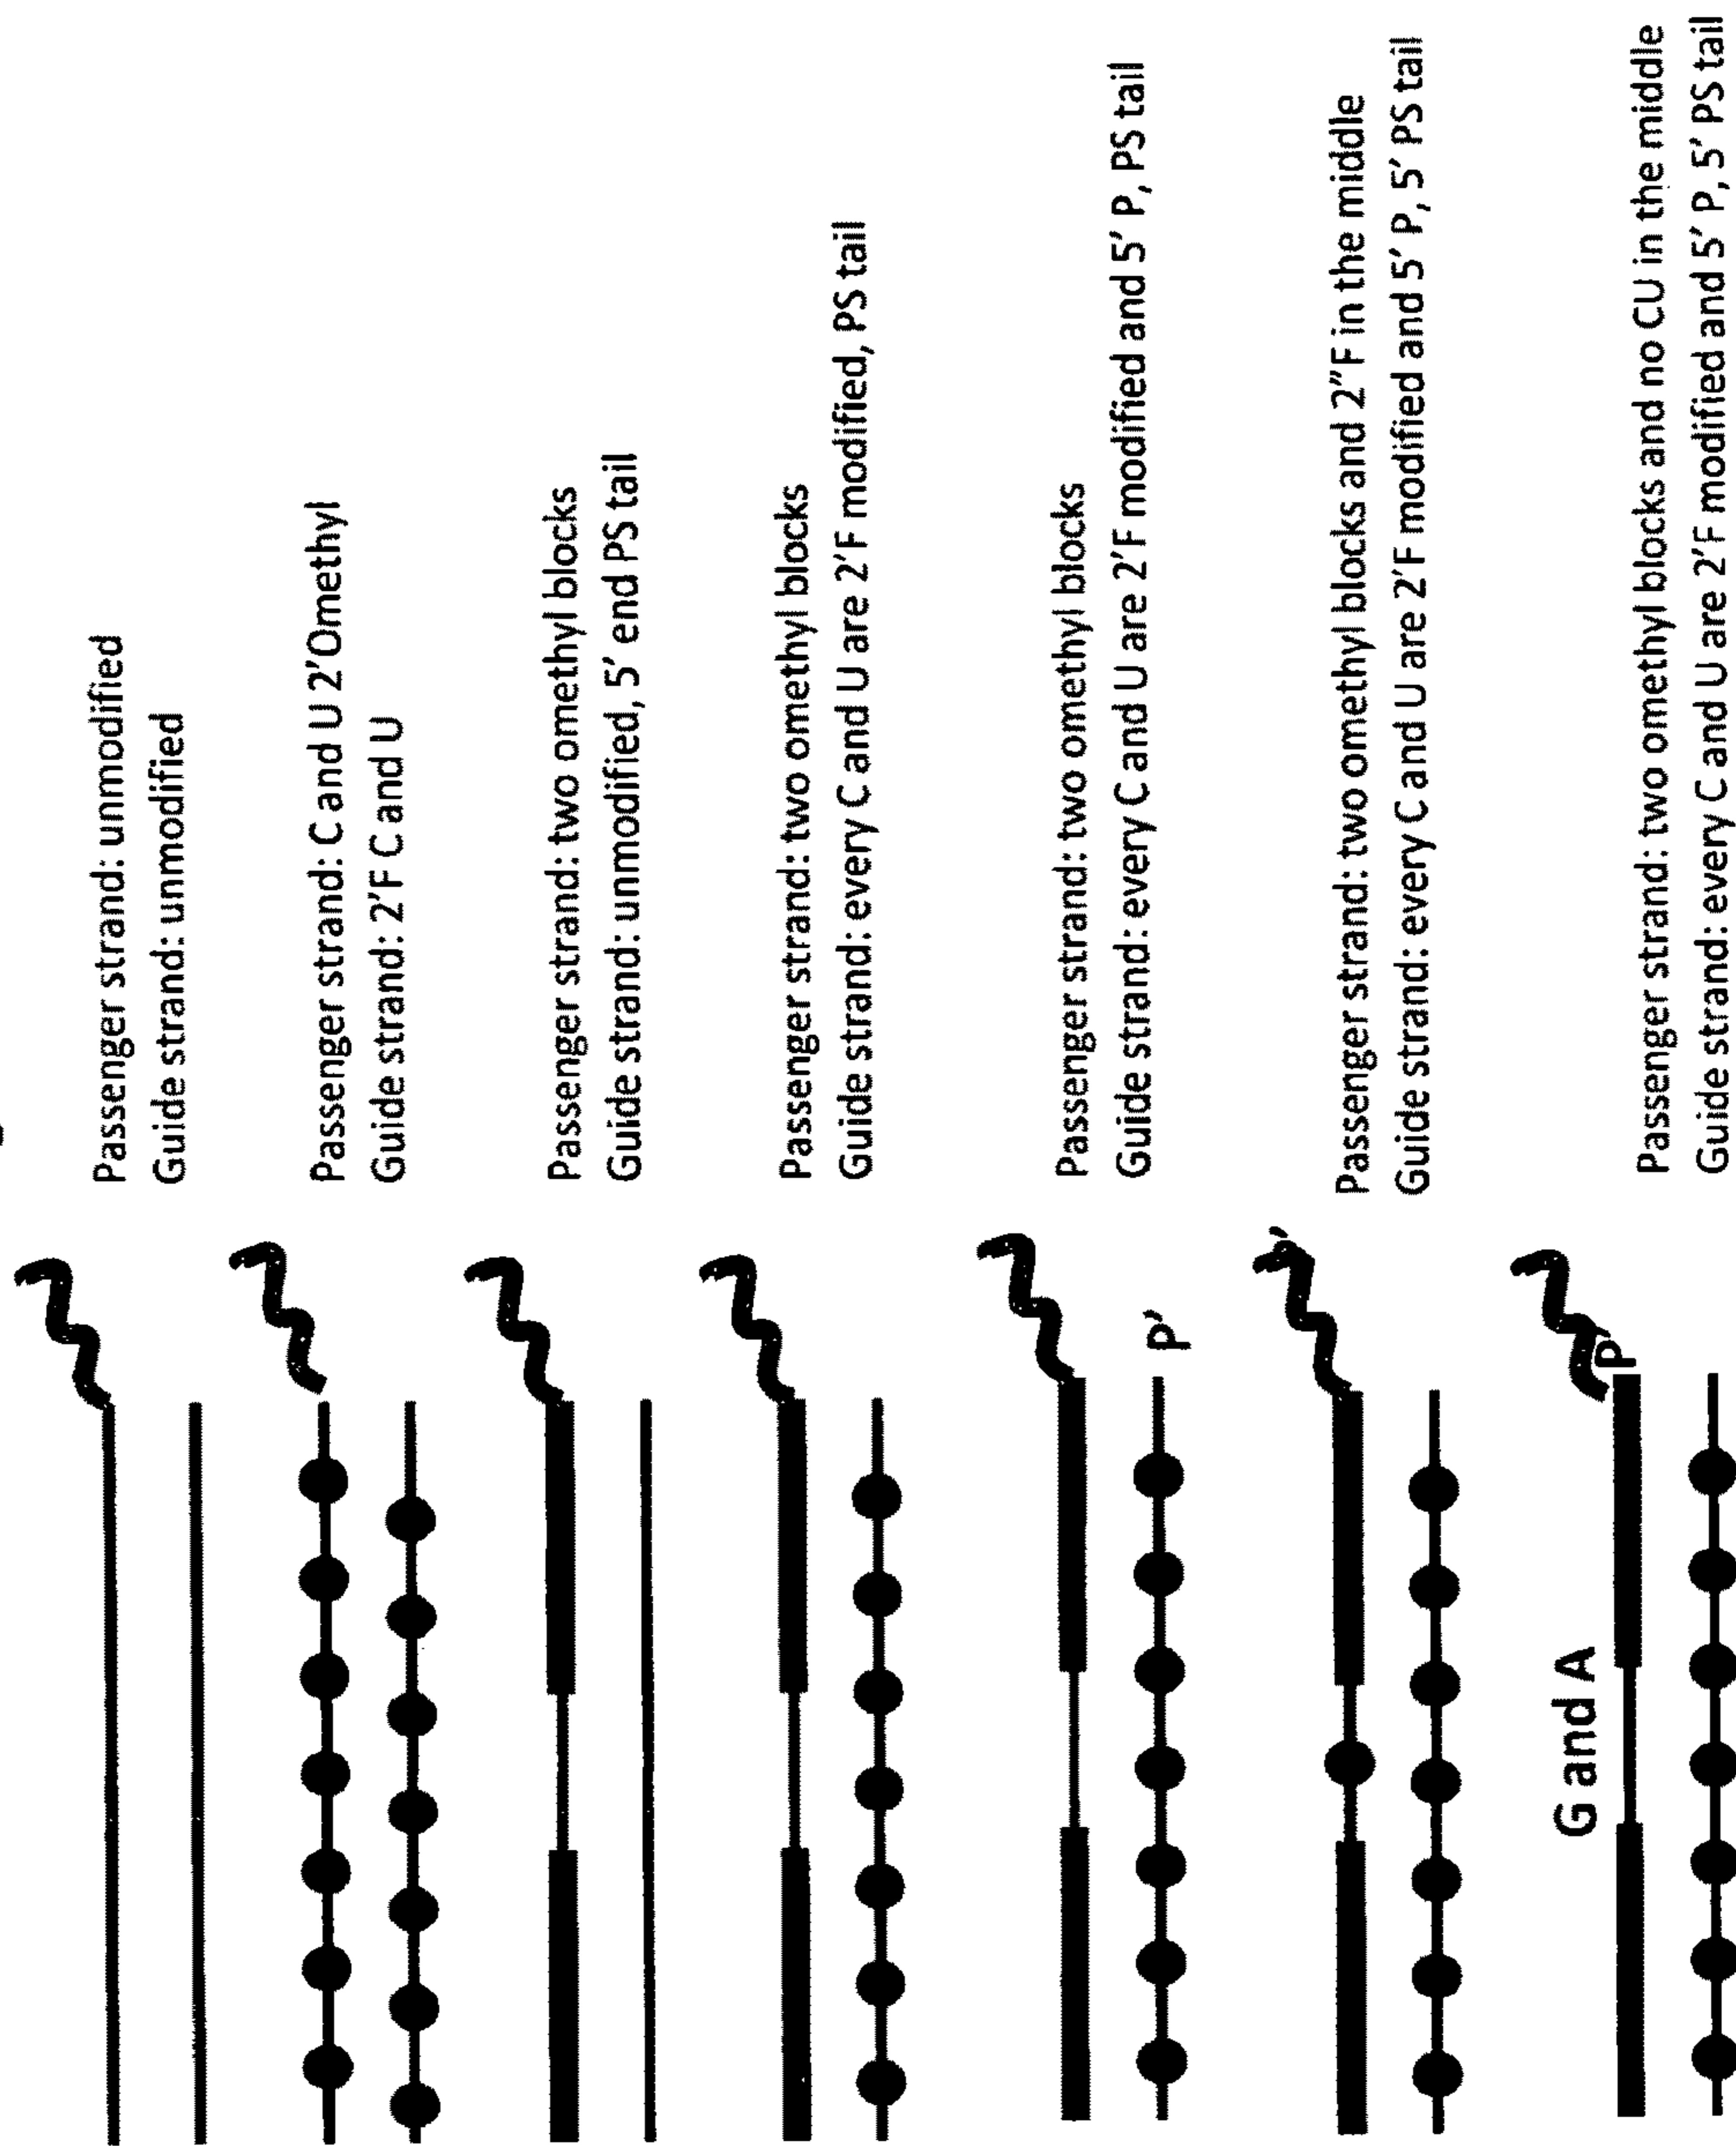 Passenger strand: unmodified
Guide strand: unmodified
Passenger strand: C and U 2'Omethyl
Guide strand: 2'F C and U
Passenger strand: two omethyl blocks
Guide strand: unmodified, 5' end PS tail
Passenger strand: two omethyl blocks
Guide strand: every C and U are 2'F modified, PS tail
P'
Passenger strand: two omethyl blocks
Guide strand: every C and U are 2'F modified and 5' P, PS tail
Passenger strand: two omethyl blocks and 2''F in the middle
Guide strand: every C and U are 2'F modified and 5' P, 5' PS tail
G and A
P'
Passenger strand: two omethyl blocks and no CU in the middle
Guide strand: every C and U are 2'F modified and 5' P, 5' PS tail